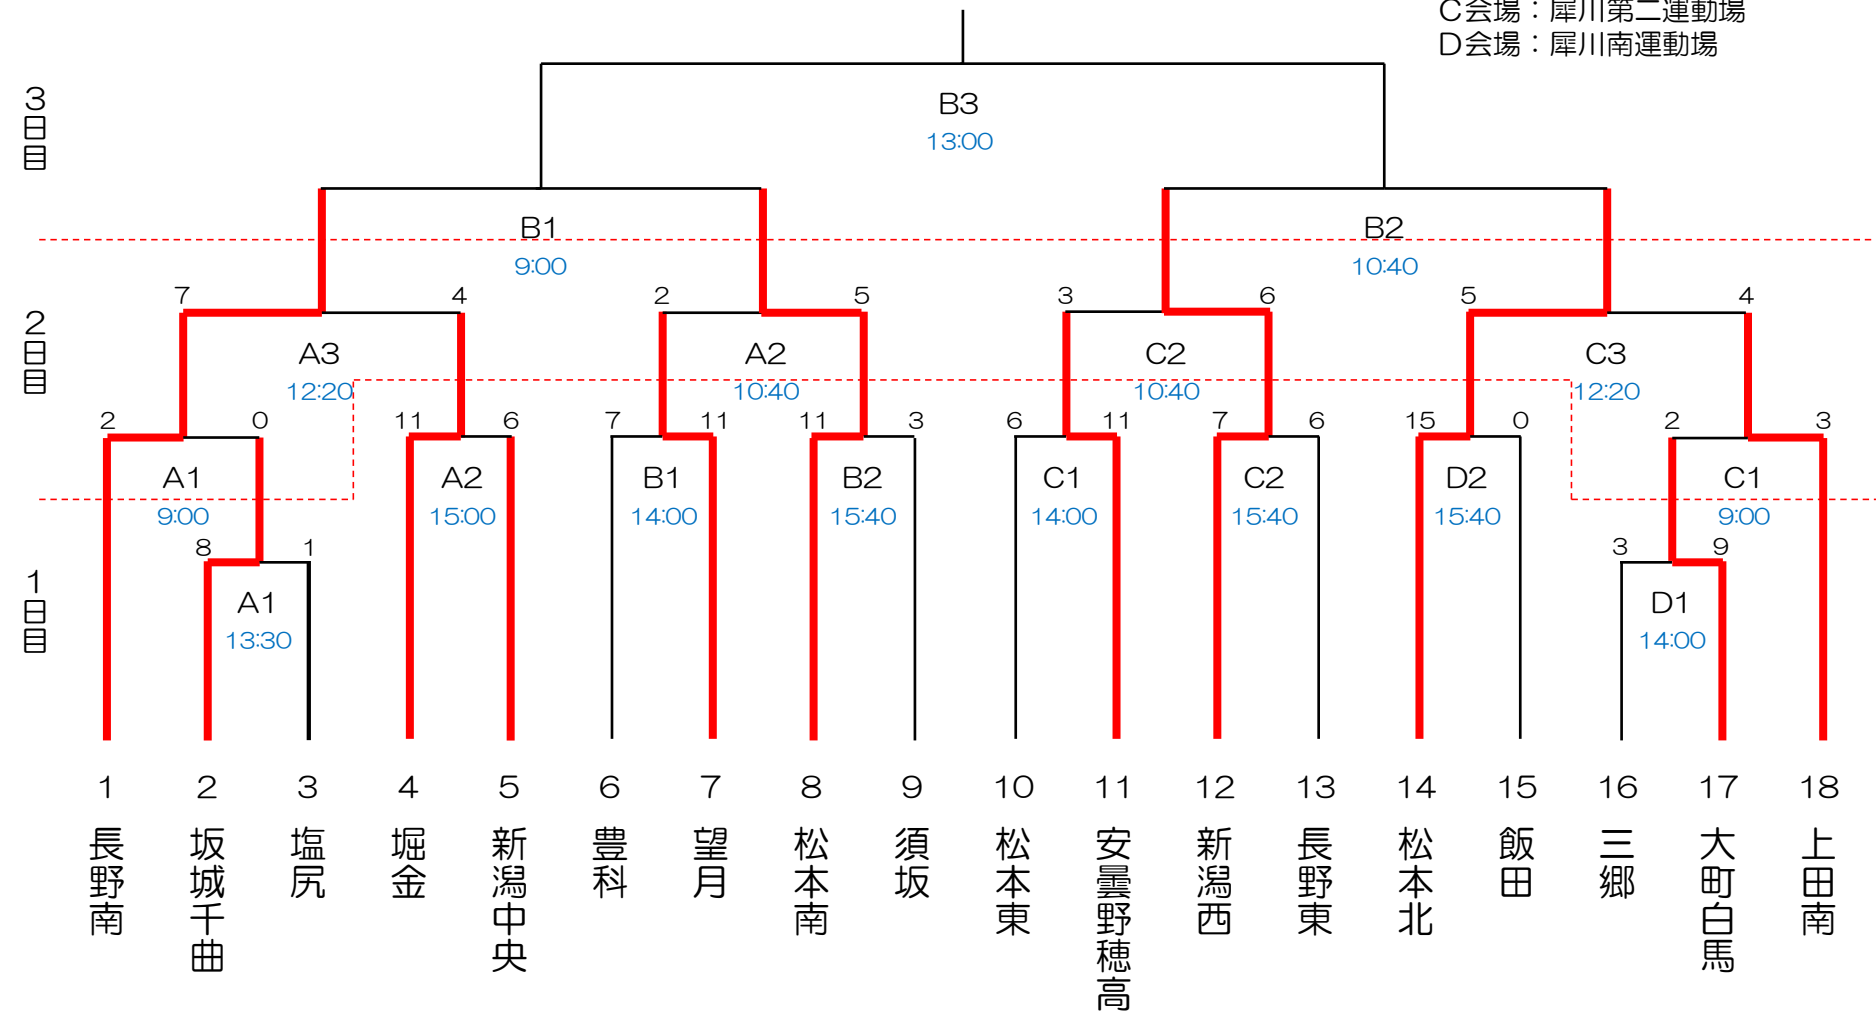 C会場：犀川第二運動場
D会場：犀川南運動場
3日目
B3
13:00
B1
B2
9:00
10:40
7 4 2 5 3 6 5 4
2日目
A3 A2 C2 C3
12:20 10:40 10:40 12:20
2 0 11 6 7 11 11 3 6 11 7 6 15 0 2 3
A1 A2 B1 B2 C1 C2 D2 C1
9:00 15:00 14:00 15:40 14:00 15:40 15:40 9:00
8 1 3 9
1日目
A1 D1
13:30 14:00
1 2 3 4 5 6 7 8 9 10 11 12 13 14 15 16 17 18
長野南
坂城千曲
塩尻
堀金
新潟中央
豊科
望月
松本南
須坂
松本東
安曇野穂高
新潟西
長野東
松本北
飯田
三郷
大町白馬
上田南